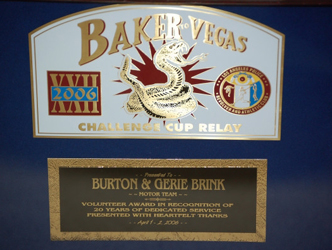 BAKER TO VEGAS
XXII
2006
CHALLENGE CUP RELAY
Presented To
BURTON & GERIE BRINK
~ MOTOR TEAM ~
VOLUNTEER AWARD IN RECOGNITION OF
20 YEARS OF DEDICATED SERVICE
PRESENTED WITH HEARTFELT THANKS